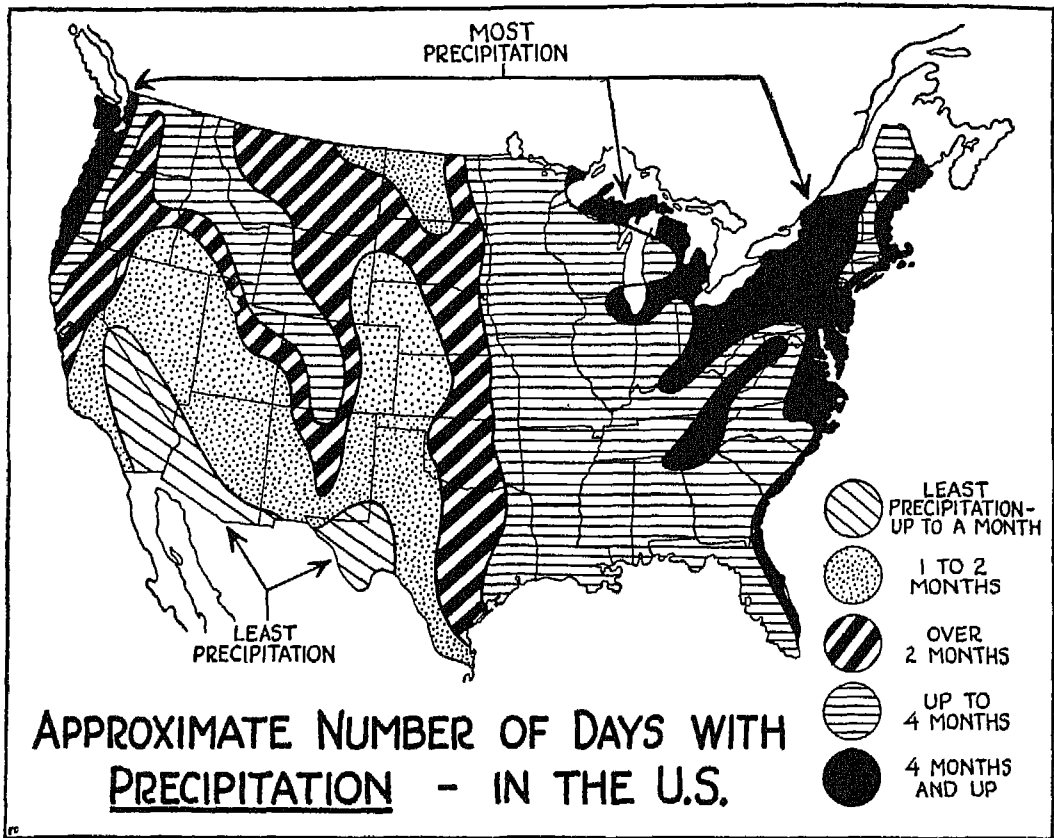 MOST
PRECIPITATION
LEAST
PRECIPITATION-
UP TO A MONTH
1 TO 2
MONTHS
OVER
2 MONTHS
UP TO
4 MONTHS
4 MONTHS
AND UP
LEAST
PRECIPITATION
APPROXIMATE NUMBER OF DAYS WITH
PRECIPITATION - IN THE U.S.